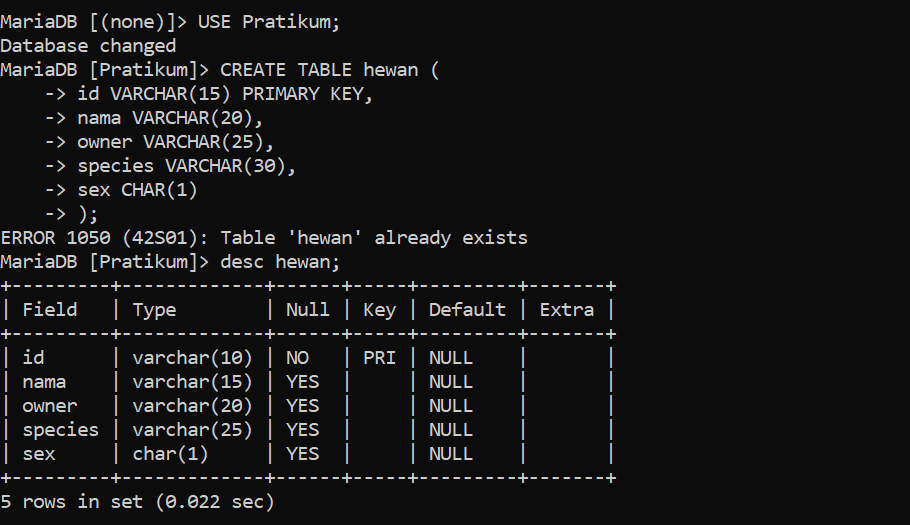 MariaDB [(none)]> USE Pratikum;
Database changed
MariaDB [Pratikum]> CREATE TABLE hewan (
    -> id VARCHAR(15) PRIMARY KEY,
    -> nama VARCHAR(20),
    -> owner VARCHAR(25),
    -> species VARCHAR(30),
    -> sex CHAR(1)
    -> );
ERROR 1050 (42S01): Table 'hewan' already exists
MariaDB [Pratikum]> desc hewan;
+---------+-------------+------+-----+---------+-------+
| Field   | Type        | Null | Key | Default | Extra |
+---------+-------------+------+-----+---------+-------+
| id      | varchar(10) | NO   | PRI | NULL    |       |
| nama    | varchar(15) | YES  |     | NULL    |       |
| owner   | varchar(20) | YES  |     | NULL    |       |
| species | varchar(25) | YES  |     | NULL    |       |
| sex     | char(1)     | YES  |     | NULL    |       |
+---------+-------------+------+-----+---------+-------+
5 rows in set (0.022 sec)